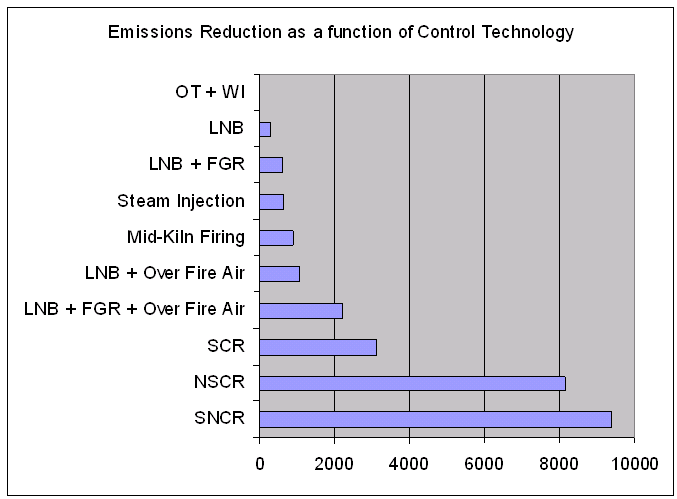 Emissions Reduction as a function of Control Technology
OT + WI
LNB
LNB + FGR
Steam Injection
Mid-Kiln Firing
LNB + Over Fire Air
LNB + FGR + Over Fire Air
SCR
NSCR
SNCR
0 2000 4000 6000 8000 10000